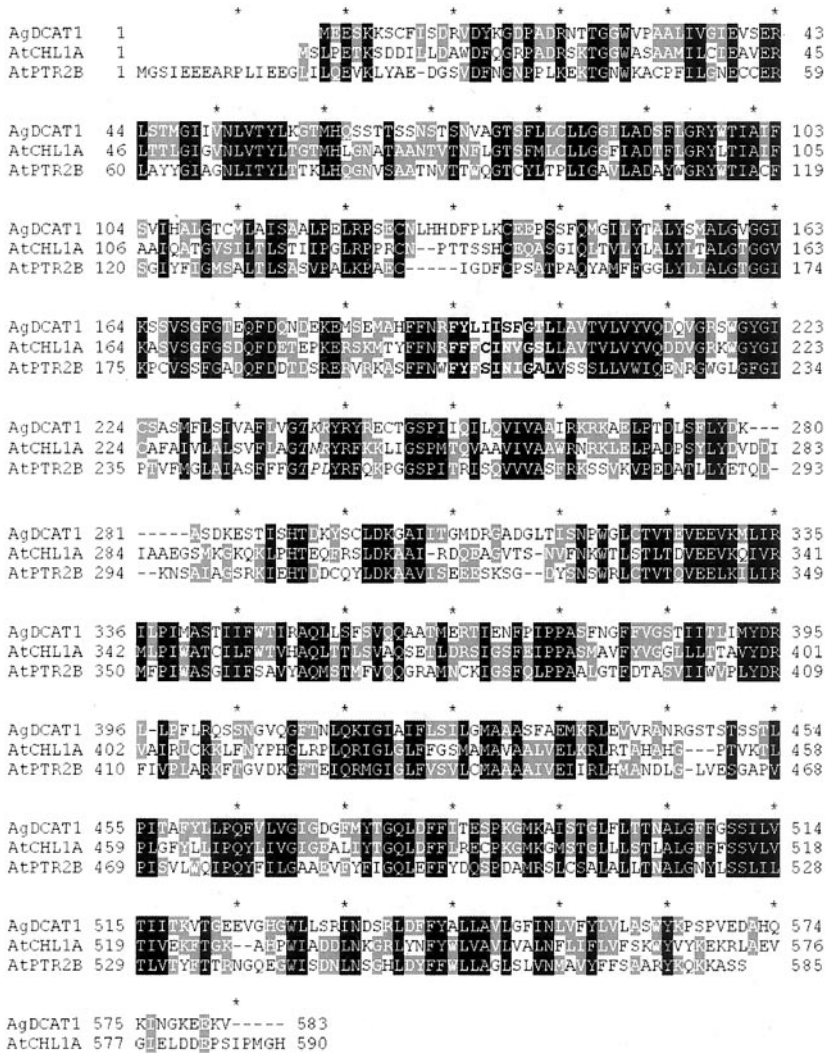 * * * * *
AgDCAT1 1 MEESKKSCFISDRVDYKGDPADRNTTGGWVPAALIVGIEVSER 43
AtCHL1A 1 MSLPETKSDDILLDAWDFQGRPADRSKTGGWASAAMILCIEAVER 45
AtPTR2B 1 MGSIEEEARPLIEEGLILQEVKLYAED-GSVDFNGNPPLKEKTGNWKACPFILGNECCER 59
* * * * * *
AgDCAT1 44 LSTMGIIVNLVTYLKGTMHQSSTTSSNSTSNVAGTSFLLCLLGGILADSFLGRYWTIAIF 103
AtCHL1A 46 LTTLGIGVNLVTYLTGTMHLGNATAANTVTNFLGTSFMLCLLGGFIADTFLGRYLTIAIF 105
AtPTR2B 60 LAYYGIAGNLITYLTTKLHQGNVSAATNVTTWQGTCYLTPLIGAVLADAYWGRYWTIACF 119
* * * * * *
AgDCAT1 104 SVIHALGTCMLAISAALPELRPSECNLHHDFPLKCEEPSSFQMGILYTALYSMALGVGGI 163
AtCHL1A 106 AAIQATGVSILTLSTIIPGLRPPRCN--PTTSSHCEQASGIQLTVLYLALYLTALGTGGV 163
AtPTR2B 120 SGIYFIGMSALTLSASVPALKPAEC-----IGDFCPSATPAQYAMFFGGLYLIALGTGGI 174
* * * * * *
AgDCAT1 164 KSSVSGFGTEQFDQNDEKEMSEMAHFFNRFYLIISFGTLLAVTVLVYVQDQVGRSWGYGI 223
AtCHL1A 164 KASVSGFGSDQFDETEPKERSKMTYFFNRFFFCINVGSLLAVTVLVYVQDDVGRKWGYGI 223
AtPTR2B 175 KPCVSSFGADQFDDTDSRERVRKASFFNWFYFSINIGALVSSSLLVWIQENRGWGLGFGI 234
* * * * * *
AgDCAT1 224 CSASMFLSIVAFLVGTKRYRYRECTGSPIIQILQVIVAAIRKRKAELPTDLSFLYDK--- 280
AtCHL1A 224 CAFAIVLALSVFLAGTNRYRFKKLIGSPMTQVAAVIVAAWRNRKLELPADPSYLYDVDDI 283
AtPTR2B 235 PTVFMGLAIASFFFGTPLYRFQKPGGSPITRISQVVVASFRKSSVKVPEDATLLYETQD- 293
* * * * * *
AgDCAT1 281 -----ASDKESTISHTDKYSCLDKGAIITGMDRGADGLTISNPWGLCTVTEVEEVKMLIR 335
AtCHL1A 284 IAAEGSMKGKQKLPHTEQFRSLDKAAI-RDQEAGVTS-NVFNKWTLSTLTDVEEVKQIVR 341
AtPTR2B 294 --KNSAIAGSRKIEHTDDCQYLDKAAVISEEESKSG--DYSNSWRLCTVTQVEELKILIR 349
* * * * * *
AgDCAT1 336 ILPIMASTIIFWTIRAQLLSFSVQQAATMERTIENFPIPPASFNGFFVGSTIITLIMYDR 395
AtCHL1A 342 MLPIWATCILFWTVHAQLTTLSVAQSETLDRSIGSFEIPPASMAVFYVGGLLLTTAVYDR 401
AtPTR2B 350 MFPIWASGIIFSAVYAQMSTMFVQQGRAMNCKIGSFQLPPAALGTFDTASVIIWVPLYDR 409
* * * * * *
AgDCAT1 396 L-LPFLRQSSNGVQGFTNLQKIGIAIFLSILGMAAASFAEMKRLEVVRANRGSTSTSSTL 454
AtCHL1A 402 VAIRLCKKLFNYPHGLRPLQRIGLGLFFGSMAMAVAALVELKRLRTAHAHG---PTVKTL 458
AtPTR2B 410 FIVPLARKFTGVDKGFTEIQRMGIGLFVSVLCMAAAAIVEIIRLHMANDLG-LVESGAPV 468
* * * * * *
AgDCAT1 455 PITAFYLLPQFVLVGIGDGFMYTGQLDFFITESPKGMKAISTGLFLTTNALGFFGSSILV 514
AtCHL1A 459 PLGFYLLIPQYLIVGIGEALIYTGQLDFFLRECPKGMKGMSTGLLLSTLALGFFFSSVLV 518
AtPTR2B 469 PISVLWQIPQYFILGAAEVFYFIGQLEFFYDQSPDAMRSLCSALALLTNALGNYLSSLIL 528
* * * * * *
AgDCAT1 515 TIITKVTGEEVGHGWLLSRINDSRLDFFYALLAVLGFINLVFYLVLASWYKPSPVEDAHQ 574
AtCHL1A 519 TIVEKFTGK--AHPWIADDLNKGRLYNFYWLVAVLVALNFLIFLVFSKWYVYKEKRLAEV 576
AtPTR2B 529 TLVTYFTTRNGQEGWISDNLNSGHLDYFFWLLAGLSLVNMAVYFFSAARYKQKKASS 585
*
AgDCAT1 575 KINGKEEKV----- 583
AtCHL1A 577 GIELDDEPSIPMGH 590